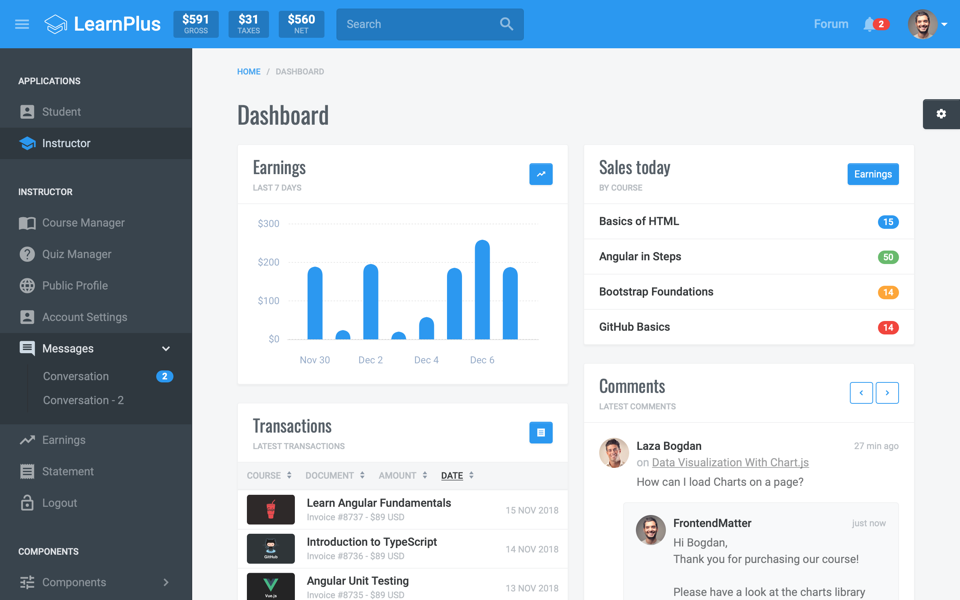 LearnPlus
$591
GROSS
$31
TAXES
$560
NET
Search
Forum
2
APPLICATIONS
Student
Instructor
INSTRUCTOR
Course Manager
Quiz Manager
Public Profile
Account Settings
Messages
Conversation 2
Conversation - 2
Earnings
Statement
Logout
COMPONENTS
Components
HOME / DASHBOARD
Dashboard
Earnings
LAST 7 DAYS
$300
$200
$100
$0
Nov 30 Dec 2 Dec 4 Dec 6
Transactions
LATEST TRANSACTIONS
COURSE DOCUMENT AMOUNT DATE
Learn Angular Fundamentals
Invoice #8737 - $89 USD
15 NOV 2018
GitHub
Introduction to TypeScript
Invoice #8736 - $89 USD
14 NOV 2018
Vue.js
Angular Unit Testing
Invoice #8735 - $89 USD
13 NOV 2018
Sales today
BY COURSE
Earnings
Basics of HTML 15
Angular in Steps 50
Bootstrap Foundations 14
GitHub Basics 14
Comments
LATEST COMMENTS
Laza Bogdan 27 min ago
on Data Visualization With Chart.js
How can I load Charts on a page?
FrontendMatter just now
Hi Bogdan,
Thank you for purchasing our course!
Please have a look at the charts library